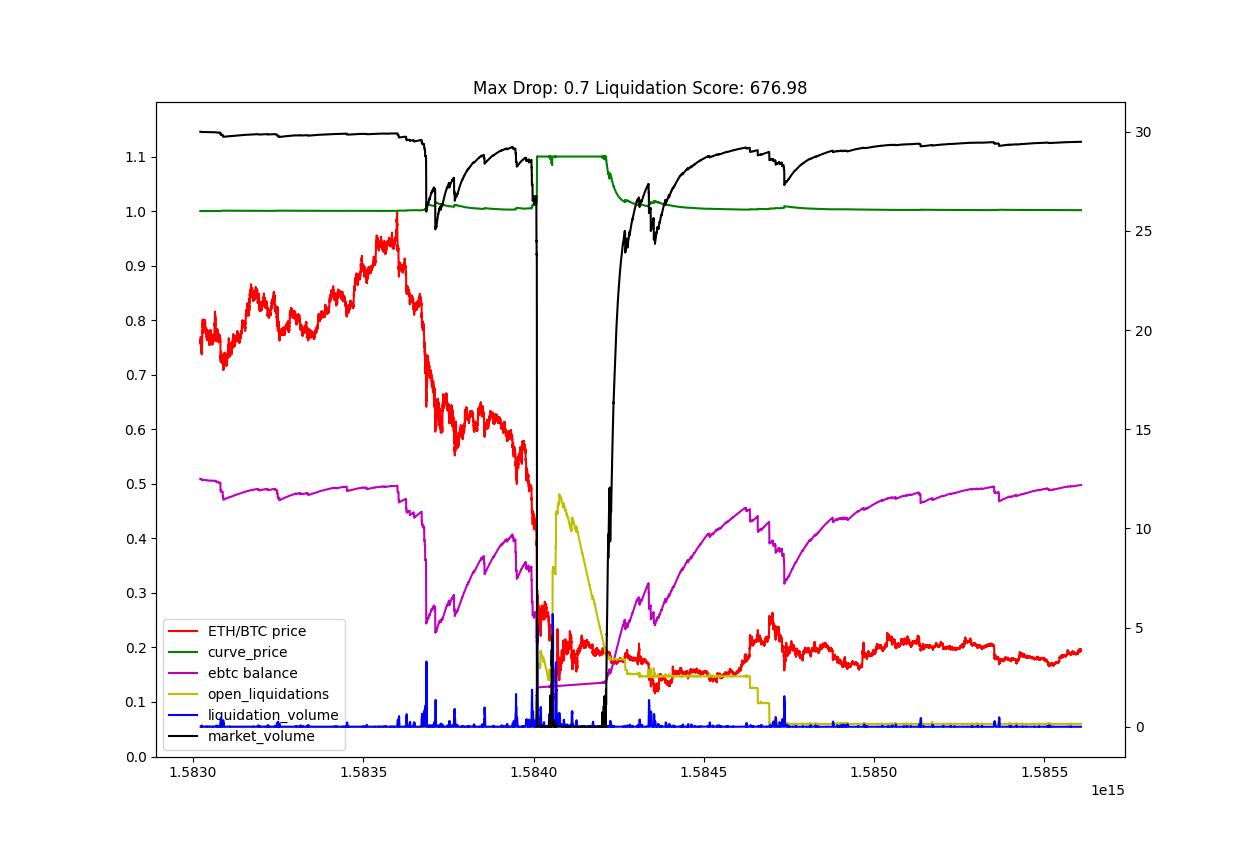 Max Drop: 0.7 Liquidation Score: 676.98
1.1
1.0
0.9
0.8
0.7
0.6
0.5
0.4
0.3
0.2
0.1
0.0
30
25
20
15
10
5
0
ETH/BTC price
curve_price
ebtc balance
open_liquidations
liquidation_volume
market_volume
1.5830 1.5835 1.5840 1.5845 1.5850 1.5855
1e15